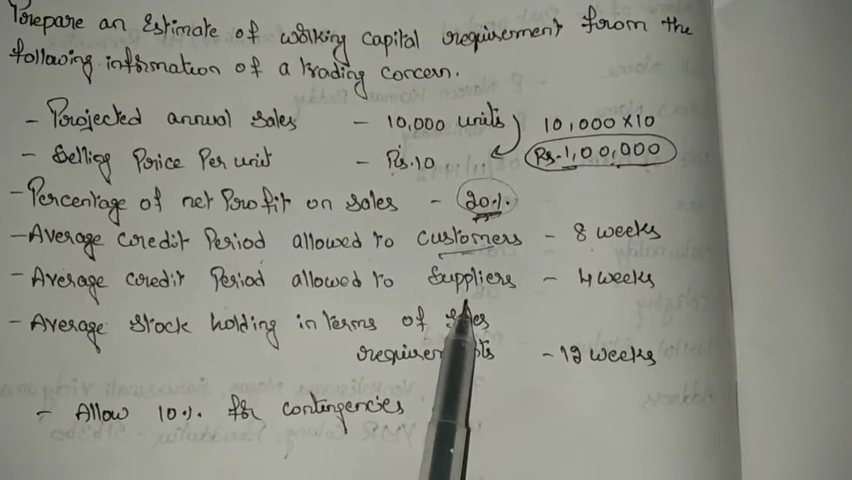 Prepare an Estimate of working capital requirement from the
following information of a trading concern.
- Projected annual sales - 10,000 units 10,000×10
- Selling Price Per unit - Rs.10 Rs.1,00,000
- Percentage of net Profit on sales - 20%
- Average credit Period allowed to customers - 8 weeks
- Average credit Period allowed to Suppliers - 4 weeks
- Average Stock holding in terms of sales
- 12 weeks
- Allow 10% for contingencies